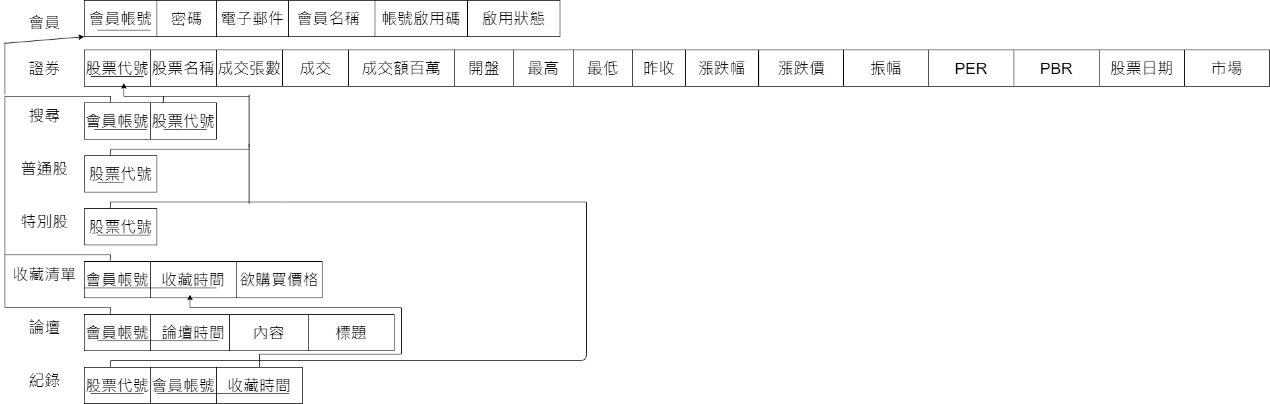 會員 會員帳號 密碼 電子郵件 會員名稱 帳號啟用碼 啟用狀態
證券 股票代號 股票名稱 成交張數 成交 成交額百萬 開盤 最高 最低 昨收 漲跌幅 漲跌價 振幅 PER PBR 股票日期 市場
搜尋 會員帳號 股票代號
普通股 股票代號
特別股 股票代號
收藏清單 會員帳號 收藏時間 欲購買價格
論壇 會員帳號 論壇時間 內容 標題
紀錄 股票代號 會員帳號 收藏時間